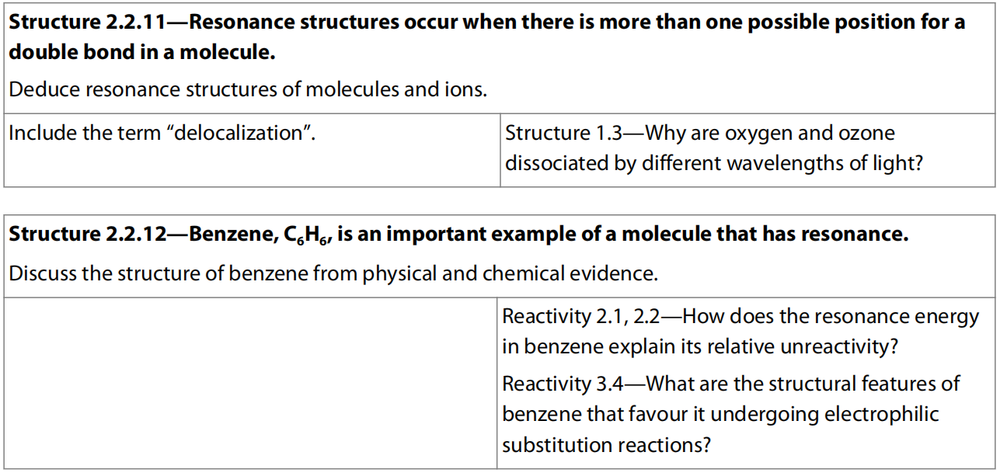 Structure 2.2.11—Resonance structures occur when there is more than one possible position for a
double bond in a molecule.
Deduce resonance structures of molecules and ions.
Include the term “delocalization”.
Structure 1.3—Why are oxygen and ozone
dissociated by different wavelengths of light?
Structure 2.2.12—Benzene, C₆H₆, is an important example of a molecule that has resonance.
Discuss the structure of benzene from physical and chemical evidence.
Reactivity 2.1, 2.2—How does the resonance energy
in benzene explain its relative unreactivity?
Reactivity 3.4—What are the structural features of
benzene that favour it undergoing electrophilic
substitution reactions?